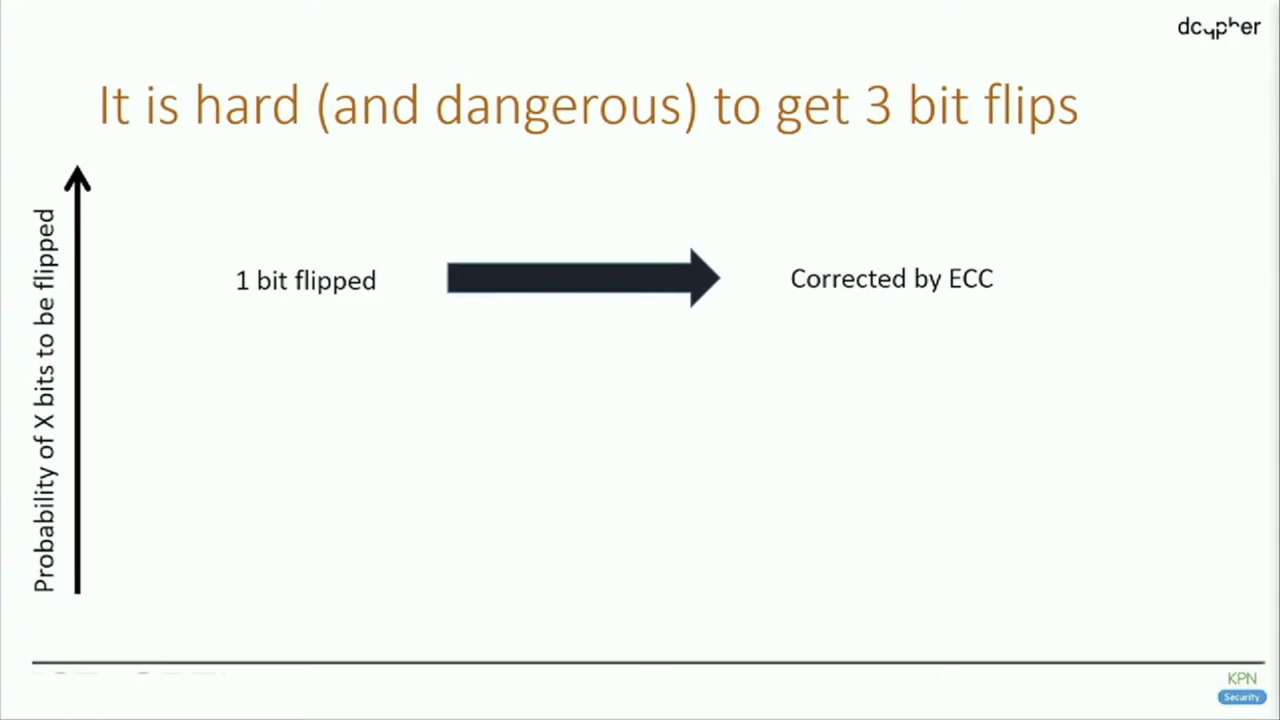 dcypher
It is hard (and dangerous) to get 3 bit flips
Probability of X bits to be flipped
1 bit flipped
Corrected by ECC
KPN
Security